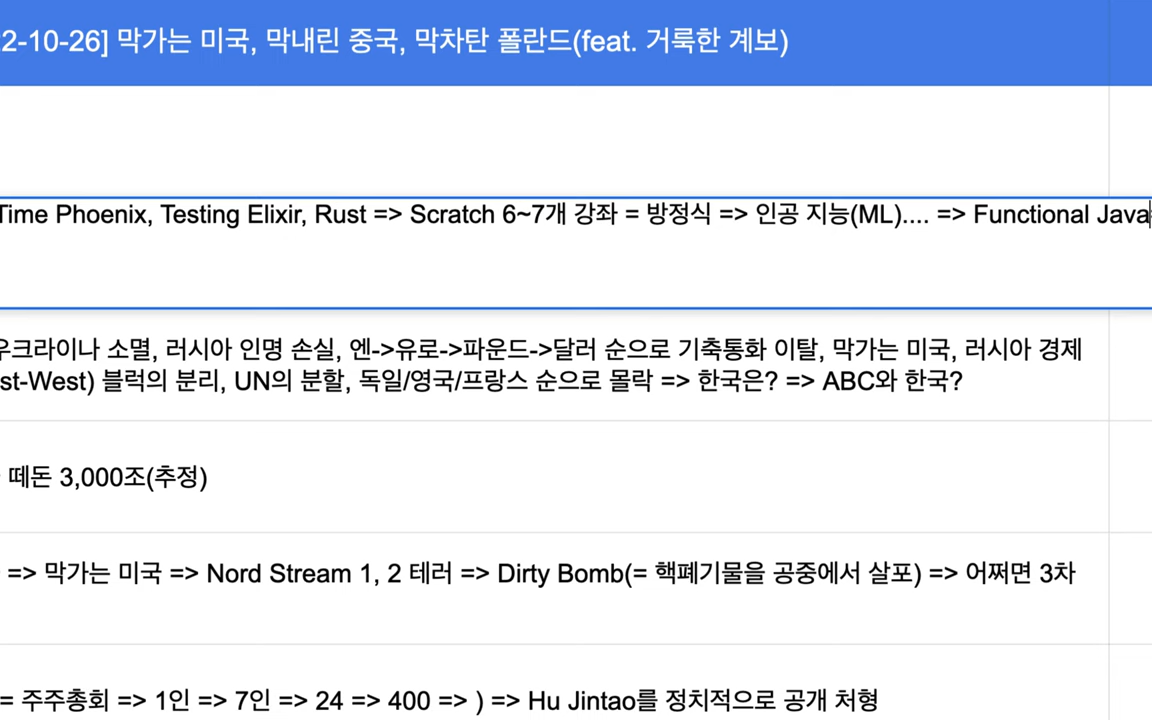 2-10-26] 막가는 미국, 막내린 중국, 막차탄 폴란드(feat. 거룩한 계보)
Time Phoenix, Testing Elixir, Rust => Scratch 6~7개 강좌 = 방정식 => 인공 지능(ML).... => Functional Java
우크라이나 소멸, 러시아 인명 손실, 엔->유로->파운드->달러 순으로 기축통화 이탈, 막가는 미국, 러시아 경제
st-West) 블럭의 분리, UN의 분할, 독일/영국/프랑스 순으로 몰락 => 한국은? => ABC와 한국?
떼돈 3,000조(추정)
=> 막가는 미국 => Nord Stream 1, 2 테러 => Dirty Bomb(= 핵폐기물을 공중에서 살포) => 어쩌면 3차
= 주주총회 => 1인 => 7인 => 24 => 400 => ) => Hu Jintao를 정치적으로 공개 처형